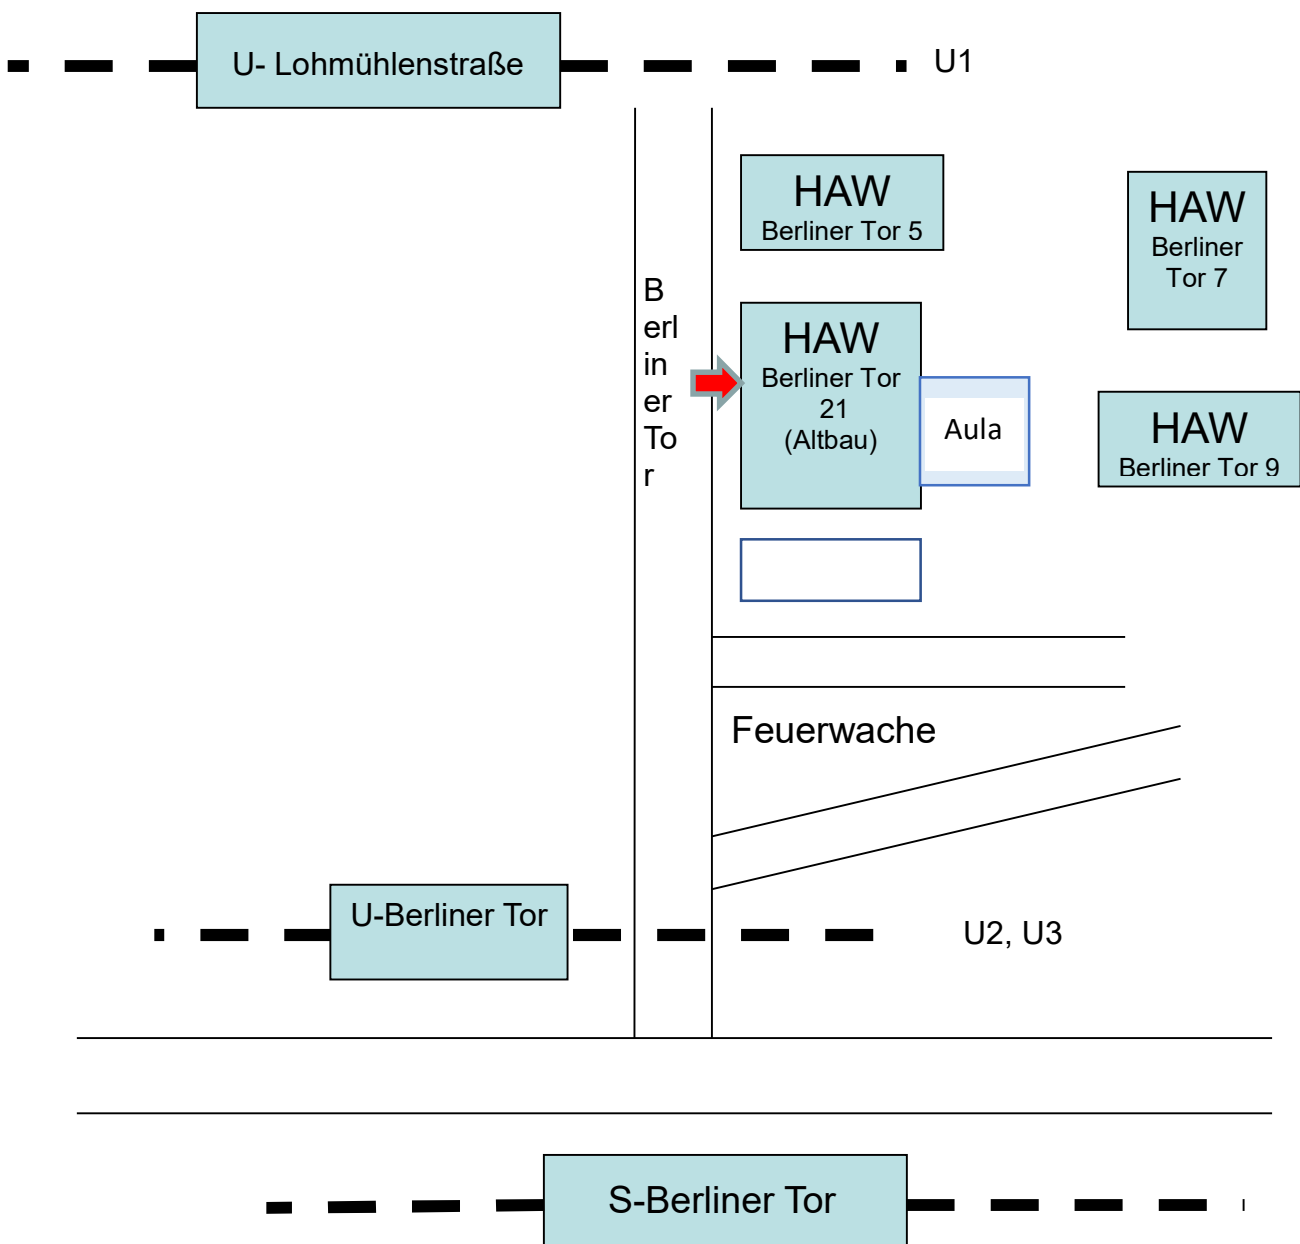 U- Lohmühlenstraße
U1
HAW
Berliner Tor 5
HAW
Berliner
Tor 7
B
erl
in
er
To
r
HAW
Berliner Tor
21
(Altbau)
Aula
HAW
Berliner Tor 9
Feuerwache
U-Berliner Tor
U2, U3
S-Berliner Tor